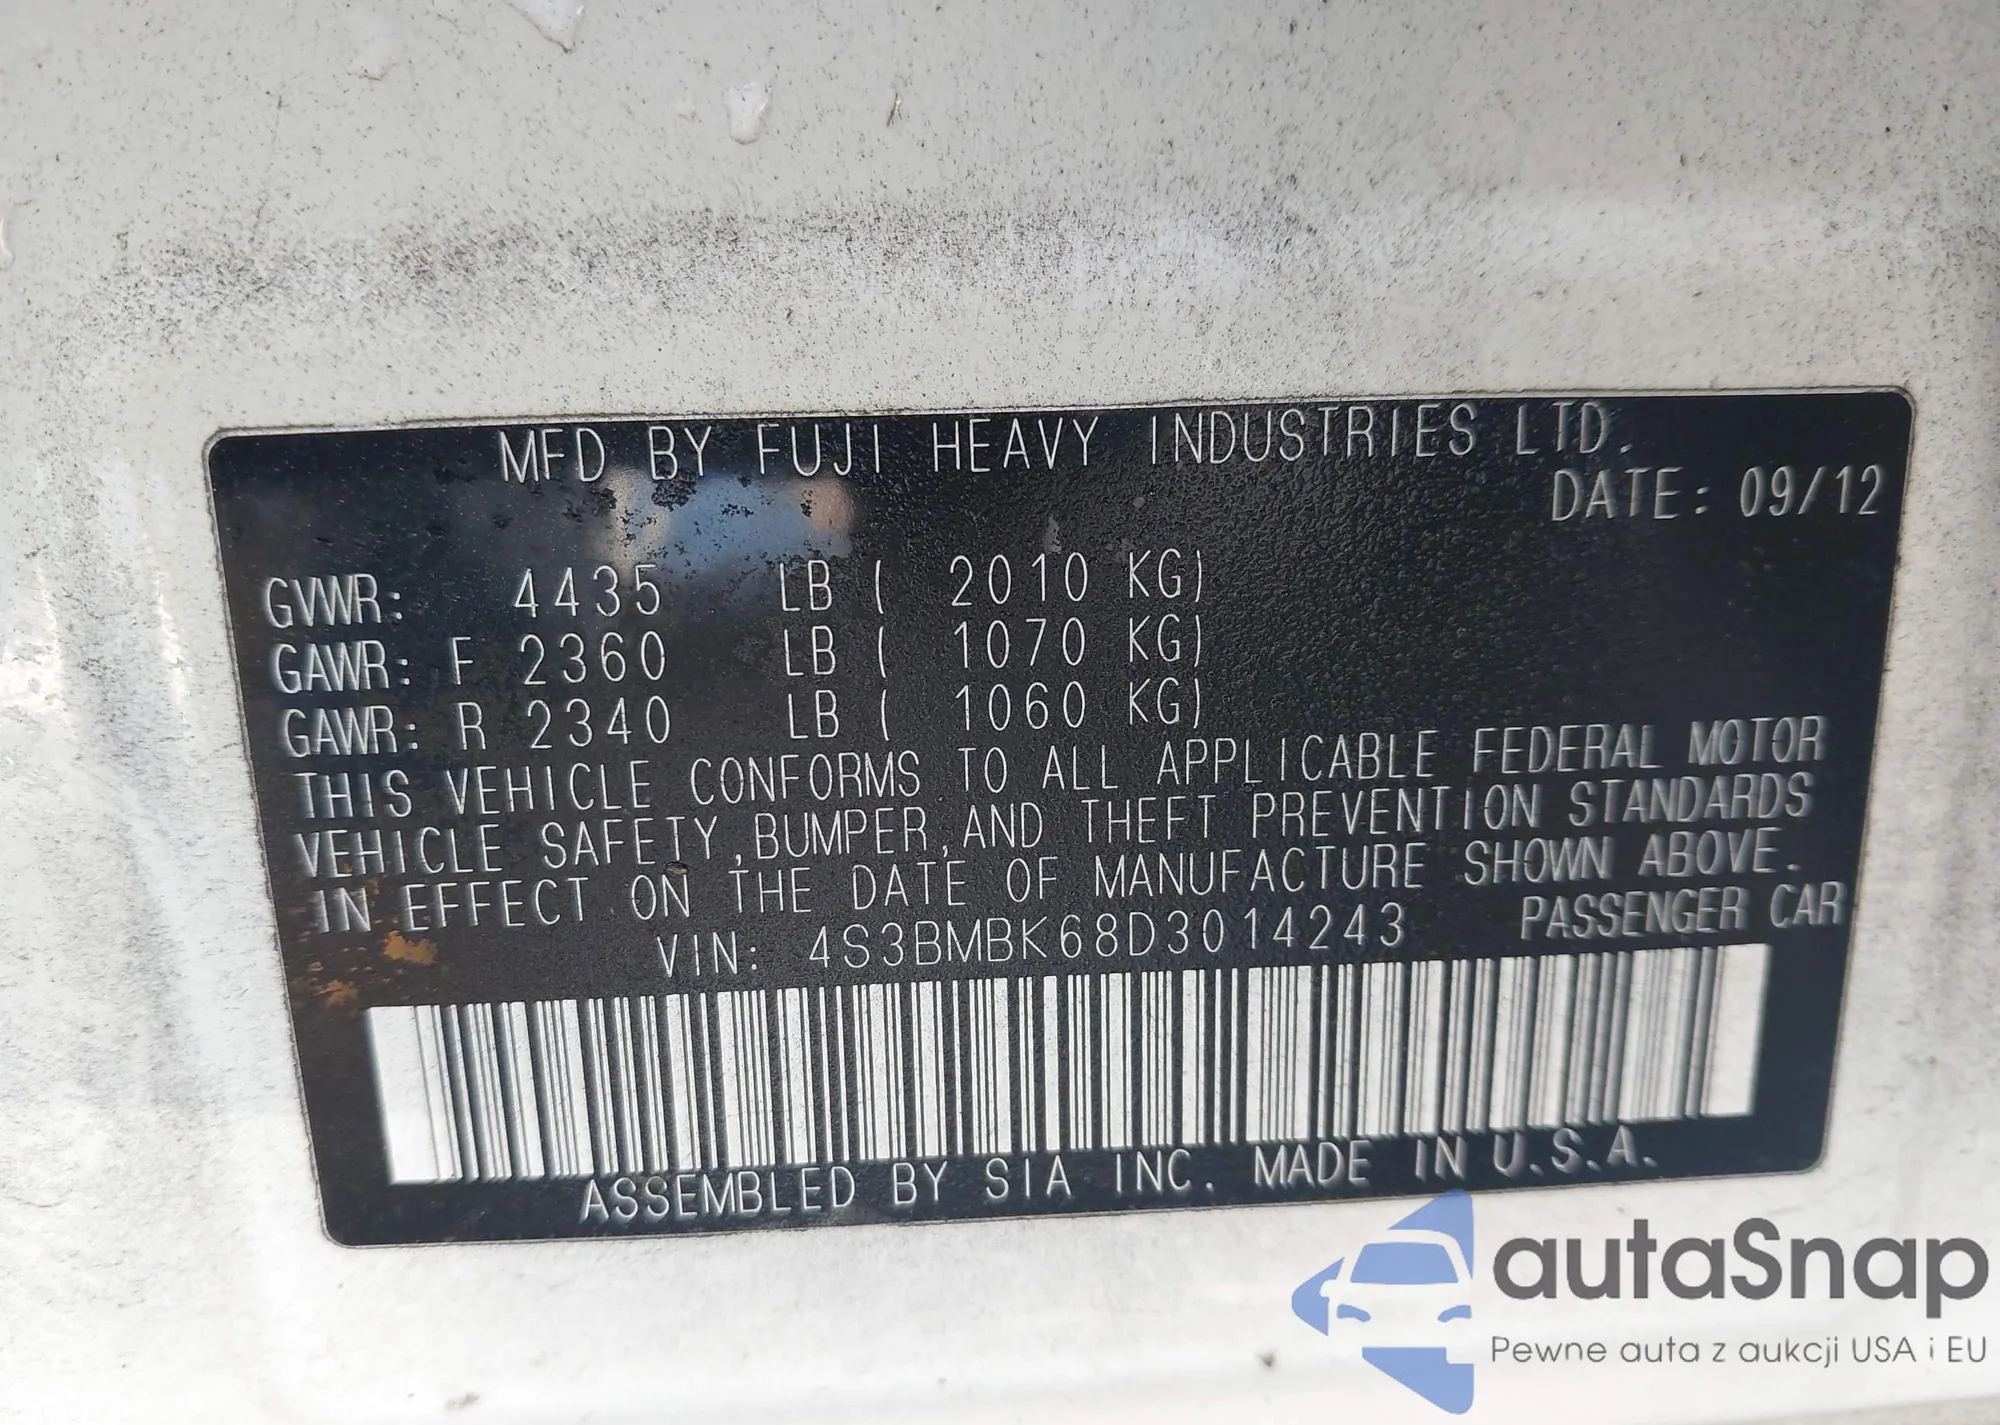 MFD BY FUJI HEAVY INDUSTRIES LTD.
DATE: 09/12
GVWR: 4435 LB ( 2010 KG)
GAWR: F 2360 LB ( 1070 KG)
GAWR: R 2340 LB ( 1060 KG)
THIS VEHICLE CONFORMS TO ALL APPLICABLE FEDERAL MOTOR
VEHICLE SAFETY,BUMPER,AND THEFT PREVENTION STANDARDS
IN EFFECT ON THE DATE OF MANUFACTURE SHOWN ABOVE.
VIN: 4S3BMBK68D3014243 PASSENGER CAR
ASSEMBLED BY SIA INC. MADE IN U.S.A.
autaSnap
Pewne auta z aukcji USA i EU